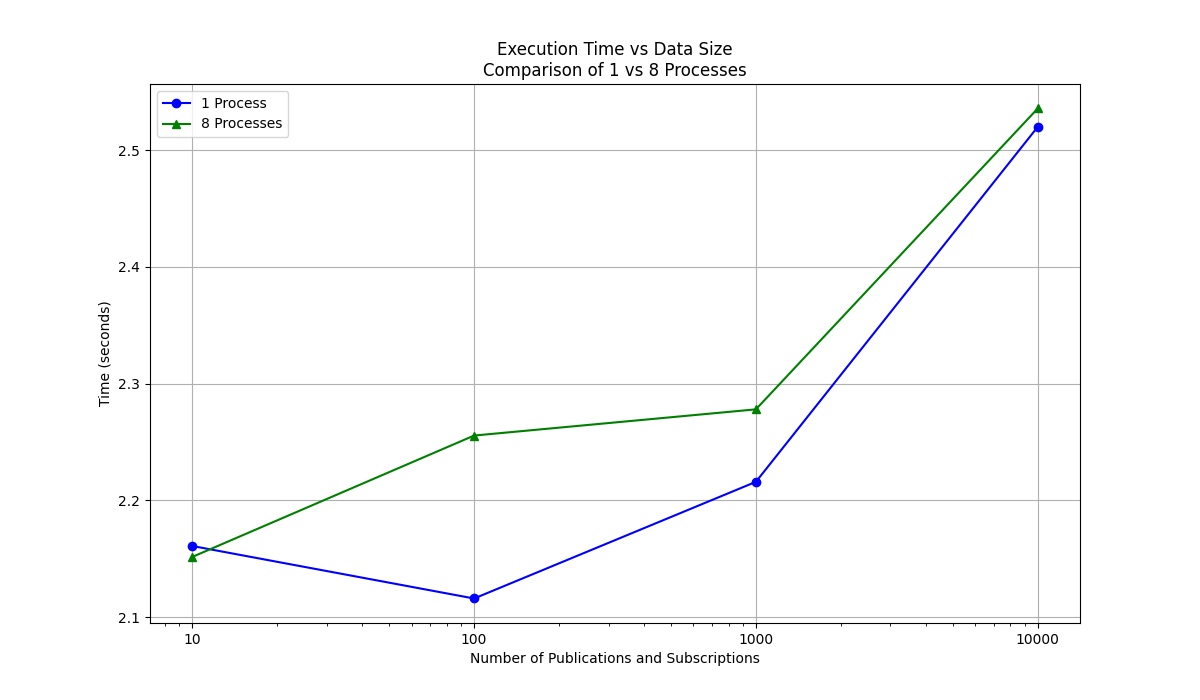 Execution Time vs Data Size
Comparison of 1 vs 8 Processes
1 Process
8 Processes
2.5
2.4
2.3
2.2
2.1
Time (seconds)
10
100
1000
10000
Number of Publications and Subscriptions